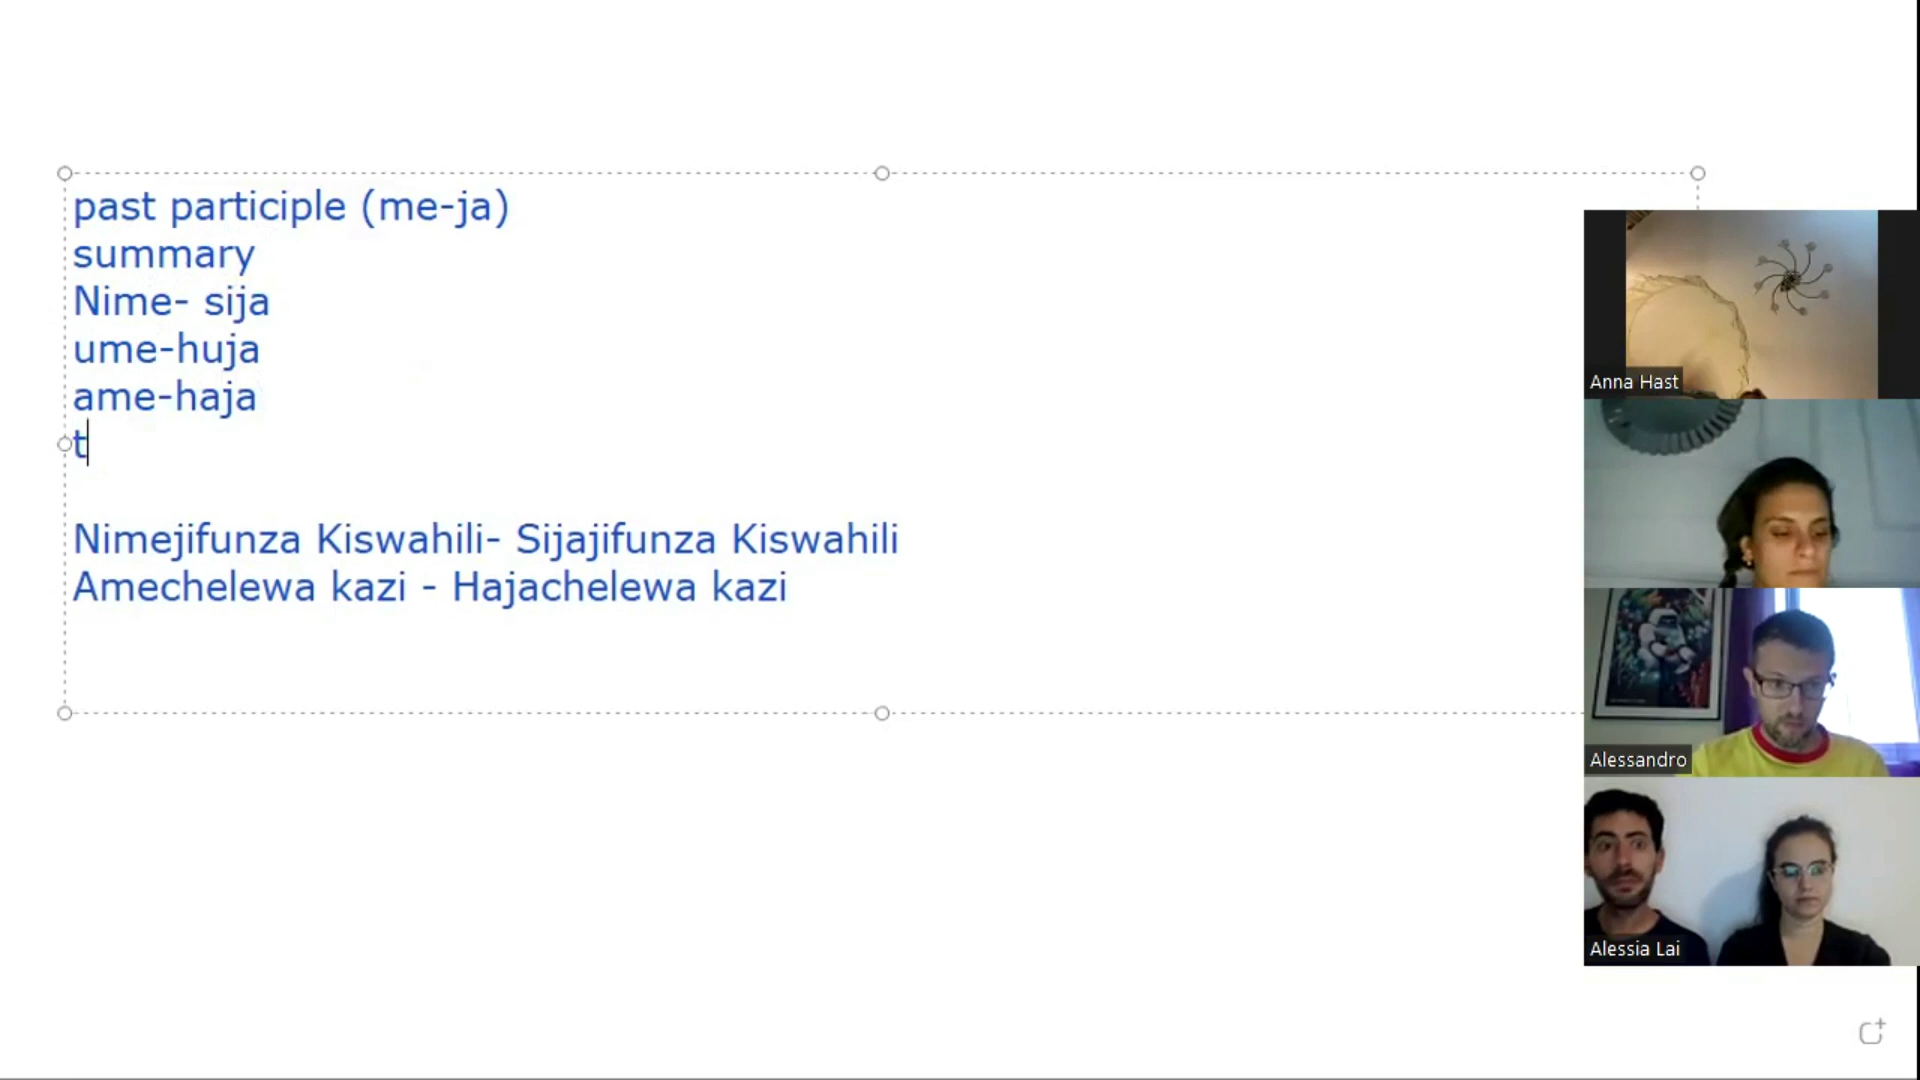 past participle (me-ja)
summary
Nime- sija
ume-huja
ame-haja
t
Nimejifunza Kiswahili- Sijajifunza Kiswahili
Amechelewa kazi - Hajachelewa kazi
Anna Hast
Alessandro
Alessia Lai